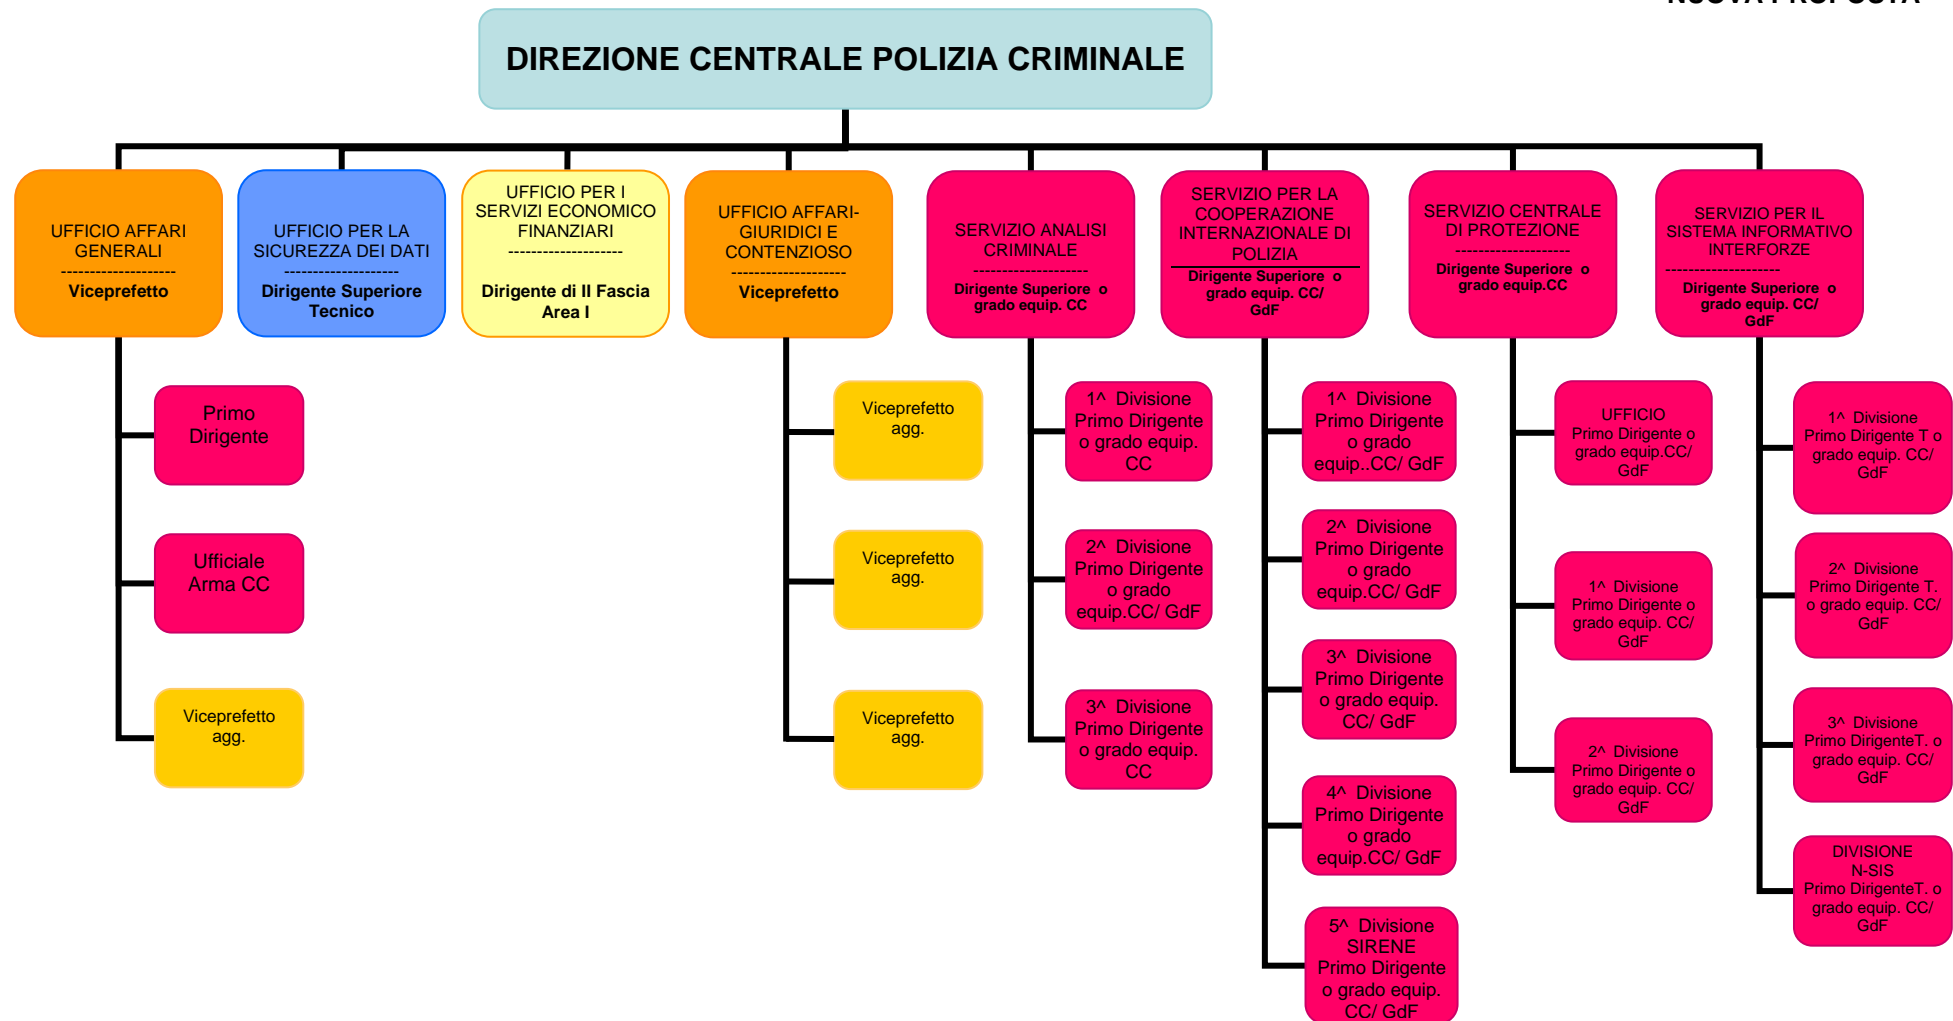 NUOVA PROPOSTA
DIREZIONE CENTRALE POLIZIA CRIMINALE
UFFICIO AFFARI
GENERALI
--------------------
Viceprefetto
UFFICIO PER LA
SICUREZZA DEI DATI
--------------------
Dirigente Superiore
Tecnico
UFFICIO PER I
SERVIZI ECONOMICO
FINANZIARI
--------------------
Dirigente di II Fascia
Area I
UFFICIO AFFARI-
GIURIDICI E
CONTENZIOSO
--------------------
Viceprefetto
SERVIZIO ANALISI
CRIMINALE
--------------------
Dirigente Superiore o
grado equip. CC
SERVIZIO PER LA
COOPERAZIONE
INTERNAZIONALE DI
POLIZIA
Dirigente Superiore o
grado equip. CC/
GdF
SERVIZIO CENTRALE
DI PROTEZIONE
--------------------
Dirigente Superiore o
grado equip.CC
SERVIZIO PER IL
SISTEMA INFORMATIVO
INTERFORZE
--------------------
Dirigente Superiore o
grado equip. CC/
GdF
Primo
Dirigente
Ufficiale
Arma CC
Viceprefetto
agg.
Viceprefetto
agg.
Viceprefetto
agg.
Viceprefetto
agg.
1^ Divisione
Primo Dirigente
o grado equip.
CC
2^ Divisione
Primo Dirigente
o grado
equip.CC/ GdF
3^ Divisione
Primo Dirigente
o grado equip.
CC
1^ Divisione
Primo Dirigente
o grado
equip..CC/ GdF
2^ Divisione
Primo Dirigente
o grado
equip.CC/ GdF
3^ Divisione
Primo Dirigente
o grado equip.
CC/ GdF
4^ Divisione
Primo Dirigente
o grado
equip.CC/ GdF
5^ Divisione
SIRENE
Primo Dirigente
o grado equip.
CC/ GdF
UFFICIO
Primo Dirigente o
grado equip.CC/
GdF
1^ Divisione
Primo Dirigente o
grado equip. CC/
GdF
2^ Divisione
Primo Dirigente o
grado equip. CC/
GdF
1^ Divisione
Primo Dirigente T o
grado equip. CC/
GdF
2^ Divisione
Primo Dirigente T.
o grado equip. CC/
GdF
3^ Divisione
Primo DirigenteT. o
grado equip. CC/
GdF
DIVISIONE
N-SIS
Primo DirigenteT. o
grado equip. CC/
GdF